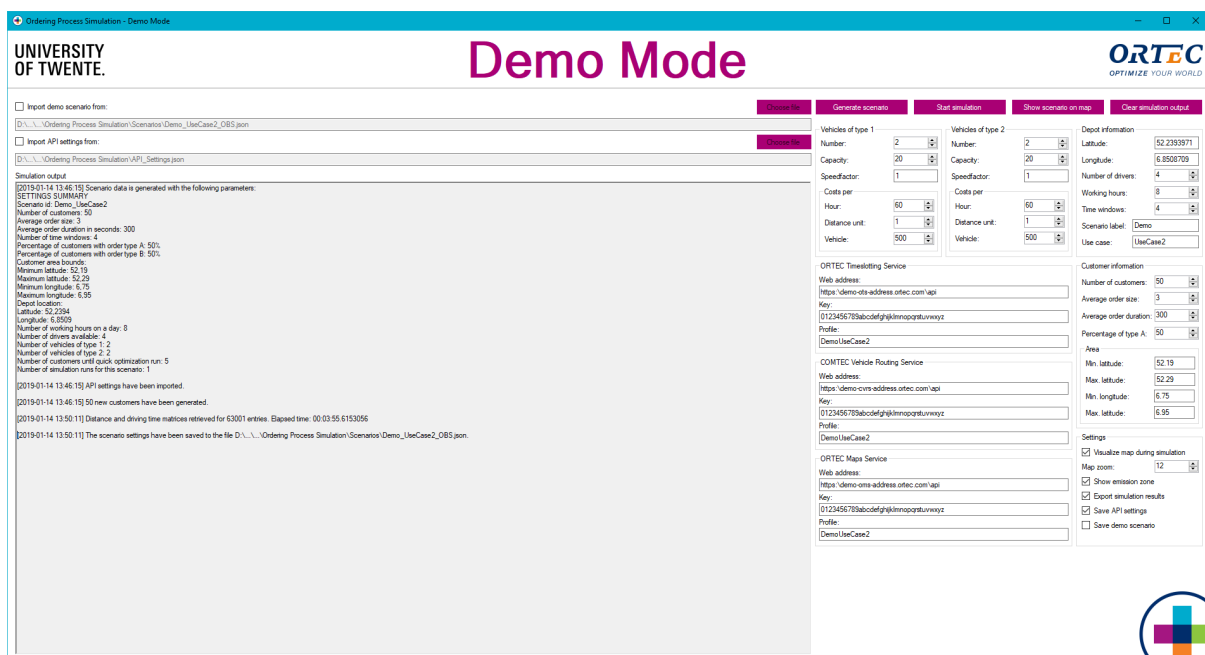 Ordering Process Simulation - Demo Mode
UNIVERSITY
OF TWENTE.
Demo Mode
ORTEC
OPTIMIZE YOUR WORLD
Import demo scenario from:
Choose file
D:\...\...\Ordering Process Simulation\Scenarios\Demo_UseCase2_OBS.json
Import API settings from:
Choose file
D:\...\...\Ordering Process Simulation\API_Settings.json
Simulation output
[2019-01-14 13:46:15] Scenario data is generated with the following parameters:
SETTINGS SUMMARY
Scenario id: Demo_UseCase2
Number of customers: 50
Average order size: 3
Average order duration in seconds: 300
Number of time windows: 4
Percentage of customers with order type A: 50%
Percentage of customers with order type B: 50%
Customer area bounds:
Minimum latitude: 52,19
Maximum latitude: 52,29
Minimum longitude: 6,75
Maximum longitude: 6,95
Depot location:
Latitude: 52,2394
Longitude: 6,8509
Number of working hours on a day: 8
Number of drivers available: 4
Number of vehicles of type 1: 2
Number of vehicles of type 2: 2
Number of customers until quick optimization run: 5
Number of simulation runs for this scenario: 1
[2019-01-14 13:46:15] API settings have been imported.
[2019-01-14 13:46:15] 50 new customers have been generated.
[2019-01-14 13:50:11] Distance and driving time matrices retrieved for 63001 entries. Elapsed time: 00:03:55.6153056
[2019-01-14 13:50:11] The scenario settings have been saved to the file D:\...\...\Ordering Process Simulation\Scenarios\Demo_UseCase2_OBS.json.
Generate scenario
Start simulation
Show scenario on map
Clear simulation output
Vehicles of type 1
Number: 2
Capacity: 20
Speedfactor: 1
Costs per
Hour: 60
Distance unit: 1
Vehicle: 500
Vehicles of type 2
Number: 2
Capacity: 20
Speedfactor: 1
Costs per
Hour: 60
Distance unit: 1
Vehicle: 500
Depot information
Latitude: 52.2393971
Longitude: 6.8508709
Number of drivers: 4
Working hours: 8
Time windows: 4
Scenario label: Demo
Use case: UseCase2
ORTEC Timeslotting Service
Web address:
https:\demo-ots-address.ortec.com\api
Key:
0123456789abcdefghijklmnopqrstuvwxyz
Profile:
DemoUseCase2
COMTEC Vehicle Routing Service
Web address:
https:\demo-cvrs-address.ortec.com\api
Key:
0123456789abcdefghijklmnopqrstuvwxyz
Profile:
DemoUseCase2
ORTEC Maps Service
Web address:
https:\demo-oms-address.ortec.com\api
Key:
0123456789abcdefghijklmnopqrstuvwxyz
Profile:
DemoUseCase2
Customer information
Number of customers: 50
Average order size: 3
Average order duration: 300
Percentage of type A: 50
Area
Min. latitude: 52.19
Max. latitude: 52.29
Min. longitude: 6.75
Max. latitude: 6.95
Settings
Visualize map during simulation
Map zoom: 12
Show emission zone
Export simulation results
Save API settings
Save demo scenario